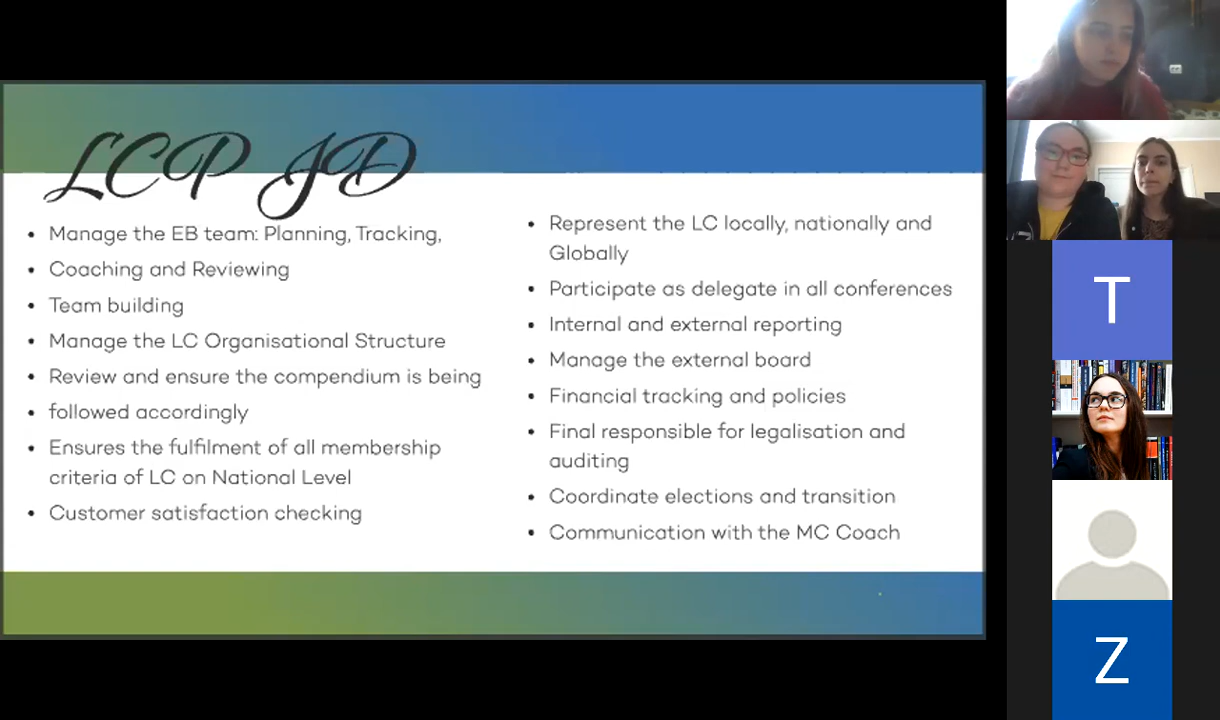 LCP JD
• Manage the EB team: Planning, Tracking,
• Coaching and Reviewing
• Team building
• Manage the LC Organisational Structure
• Review and ensure the compendium is being
• followed accordingly
• Ensures the fulfilment of all membership
criteria of LC on National Level
• Customer satisfaction checking
• Represent the LC locally, nationally and
Globally
• Participate as delegate in all conferences
• Internal and external reporting
• Manage the external board
• Financial tracking and policies
• Final responsible for legalisation and
auditing
• Coordinate elections and transition
• Communication with the MC Coach
T
Z